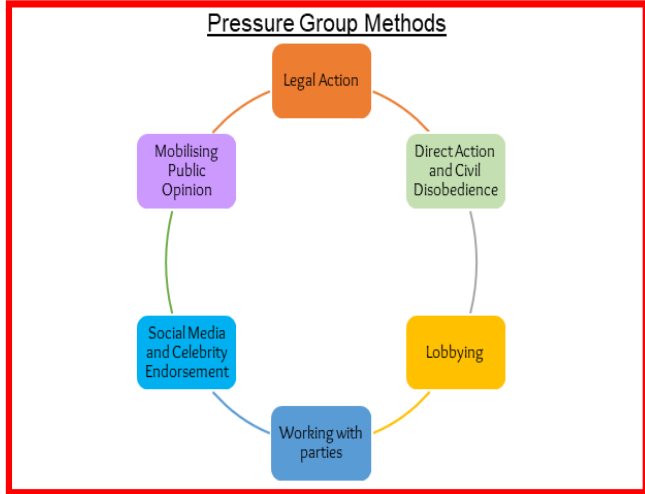 Pressure Group Methods
Legal Action
Direct Action
and Civil
Disobedience
Lobbying
Working with
parties
Social Media
and Celebrity
Endorsement
Mobilising
Public
Opinion